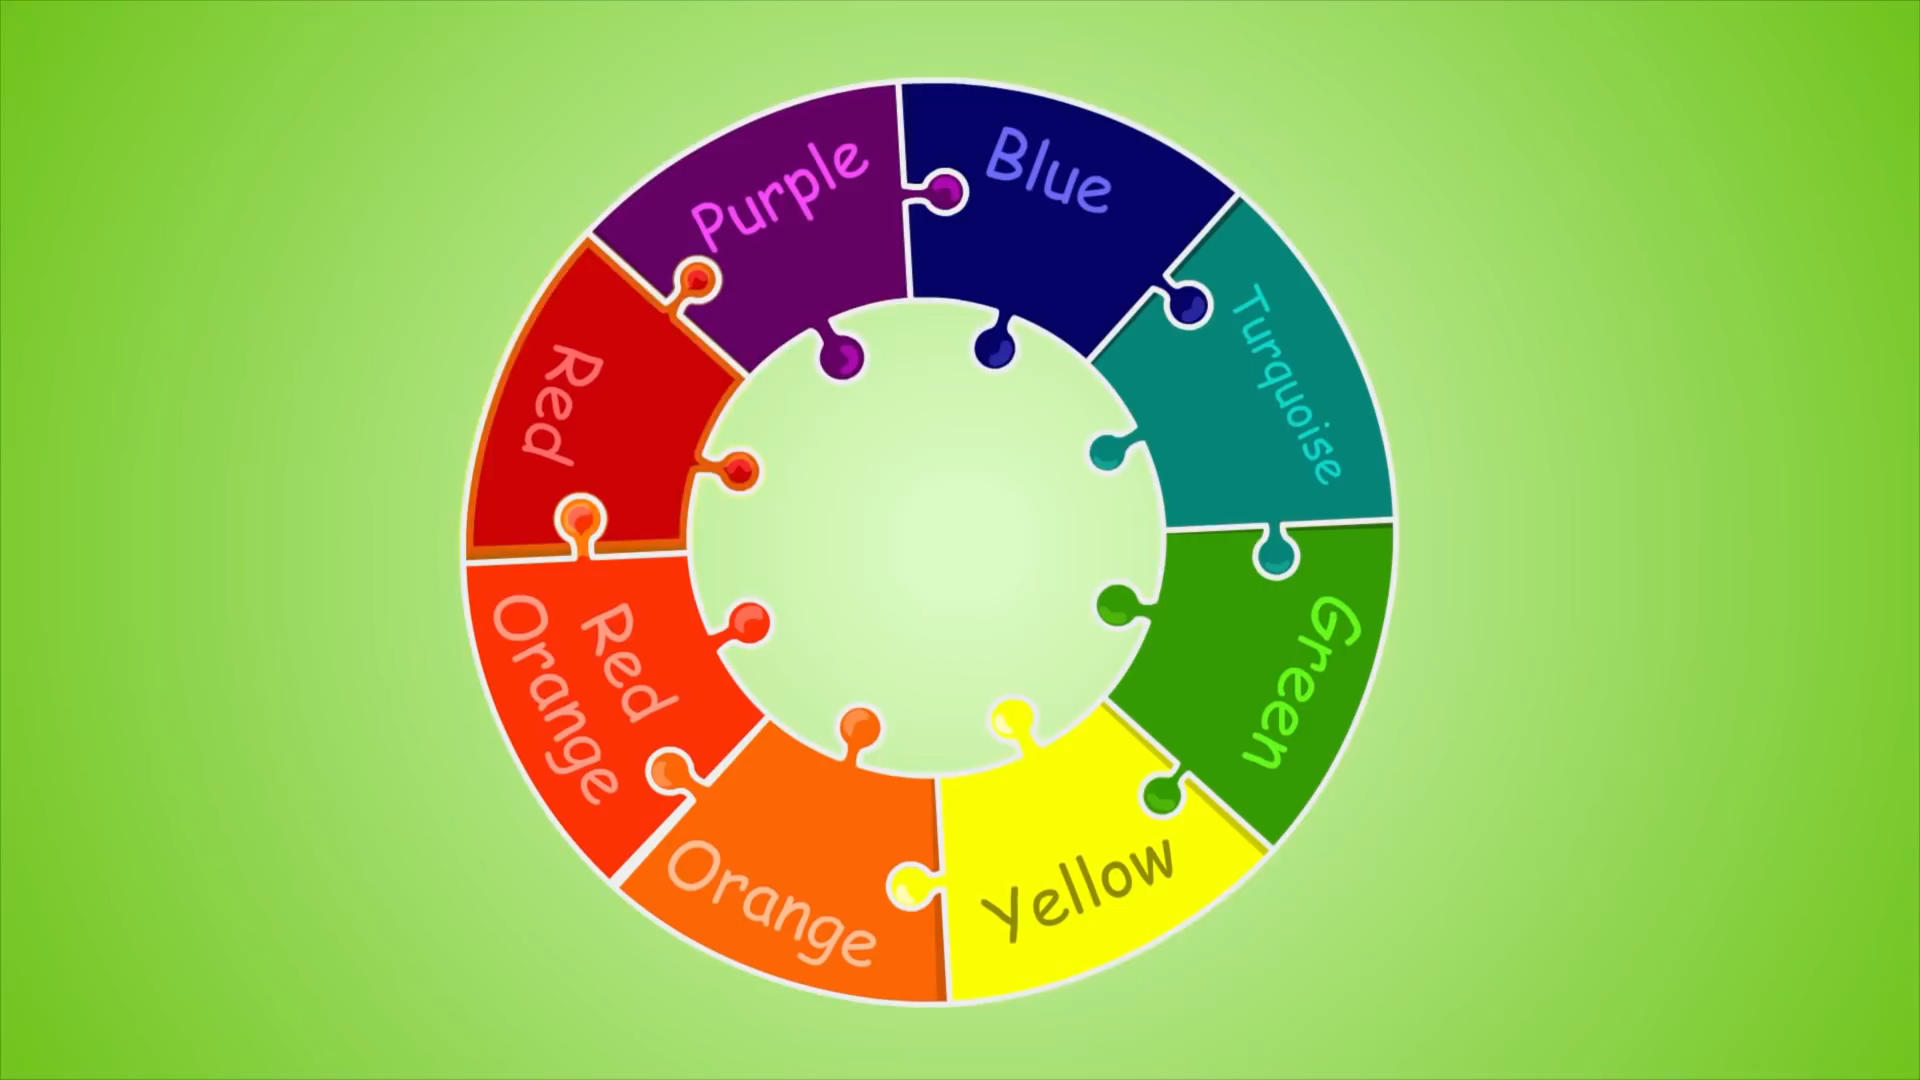 Purple
Blue
Turquoise
Green
Yellow
Orange
Red
Orange
Red